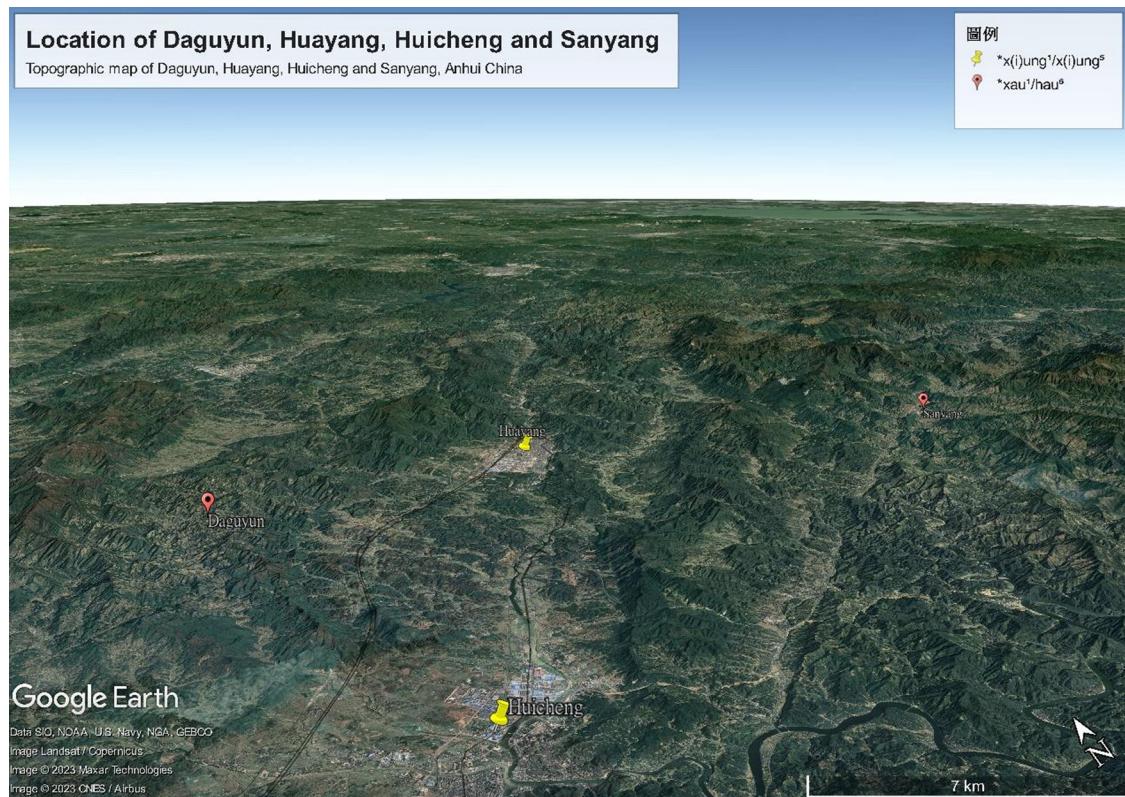 Location of Daguyun, Huayang, Huicheng and Sanyang
Topographic map of Daguyun, Huayang, Huicheng and Sanyang, Anhui China
圖例
*x(i)ung¹/x(i)ung⁵
*xau¹/hau⁶
Sanyang
Huayang
Daguyun
Huicheng
Google Earth
Data SIO, NOAA, U.S. Navy, NGA, GEBCO
Image Landsat / Copernicus
Image © 2023 Maxar Technologies
Image © 2023 CNES / Airbus
N
7 km